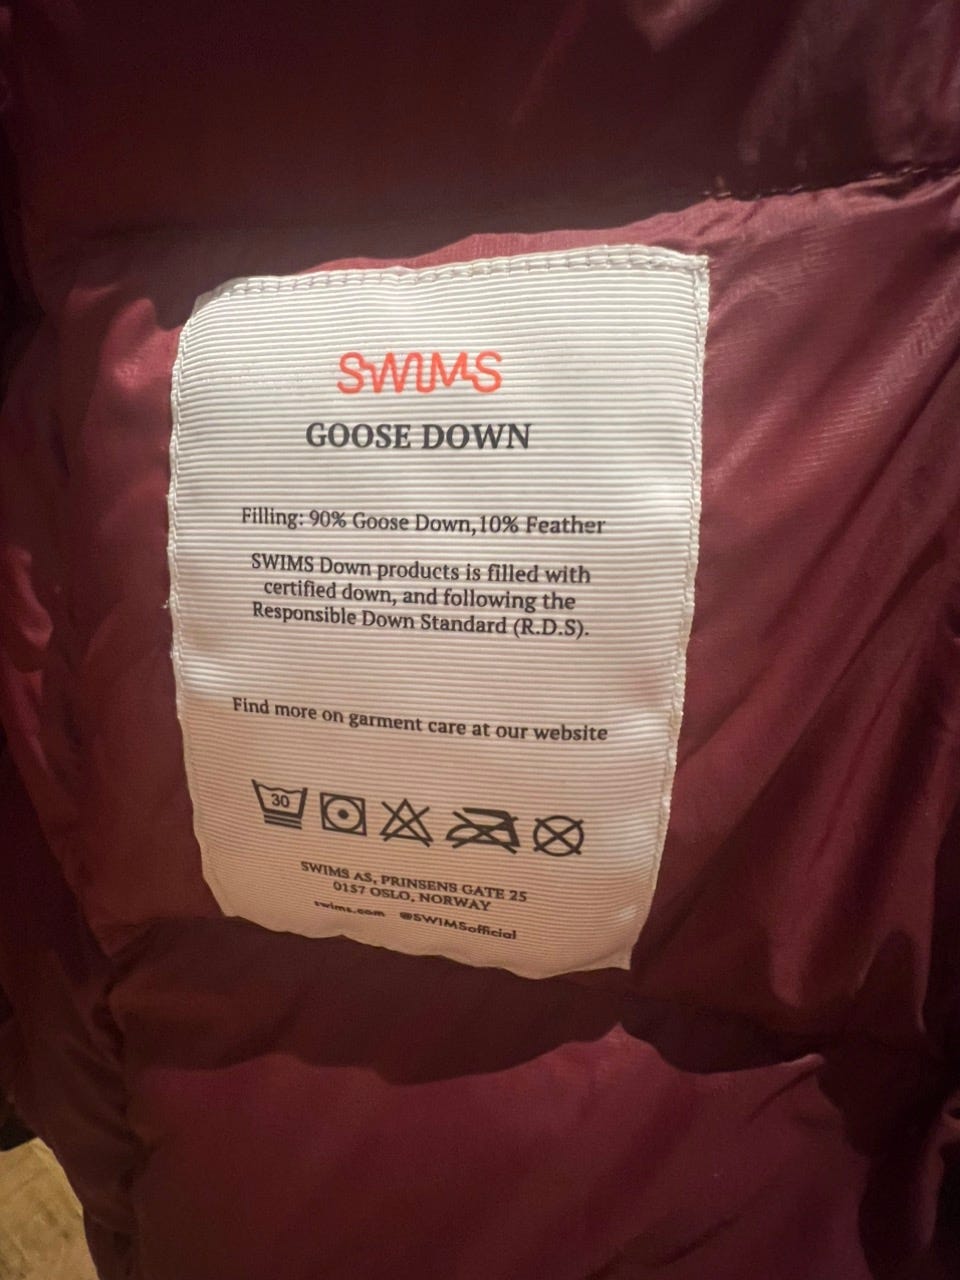 SWIMS
GOOSE DOWN
Filling: 90% Goose Down,10% Feather
SWIMS Down products is filled with
certified down, and following the
Responsible Down Standard (R.D.S).
Find more on garment care at our website
30
SWIMS AS, PRINSENS GATE 25
0157 OSLO, NORWAY
swims.com @SWIMSofficial